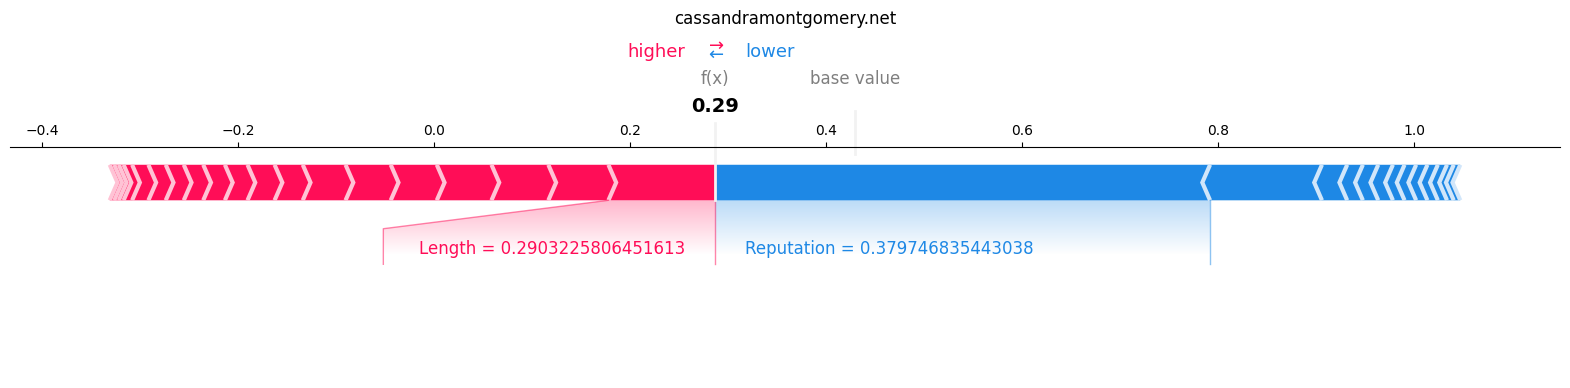 cassandramontgomery.net
higher ⇄ lower
f(x) base value
0.29
−0.4 −0.2 0.0 0.2 0.4 0.6 0.8 1.0
Length = 0.2903225806451613 Reputation = 0.379746835443038